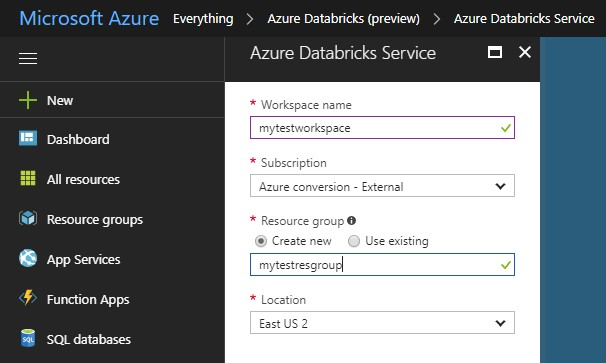 Microsoft Azure Everything > Azure Databricks (preview) > Azure Databricks Service
Azure Databricks Service
New
Dashboard
All resources
Resource groups
App Services
Function Apps
SQL databases
* Workspace name
mytestworkspace
* Subscription
Azure conversion - External
* Resource group
Create new Use existing
mytestresgroup
* Location
East US 2